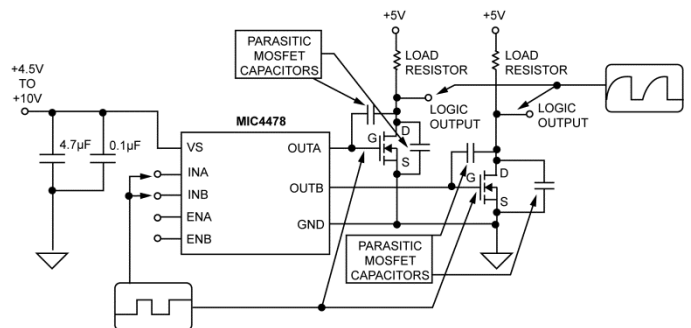 +5V
+5V
PARASITIC
MOSFET
CAPACITORS
LOAD
RESISTOR
LOAD
RESISTOR
+4.5V
TO
+10V
LOGIC
OUTPUT
LOGIC
OUTPUT
4.7µF
0.1µF
MIC4478
VS
INA
INB
ENA
ENB
OUTA
OUTB
GND
G
D
S
G
D
S
PARASITIC
MOSFET
CAPACITORS